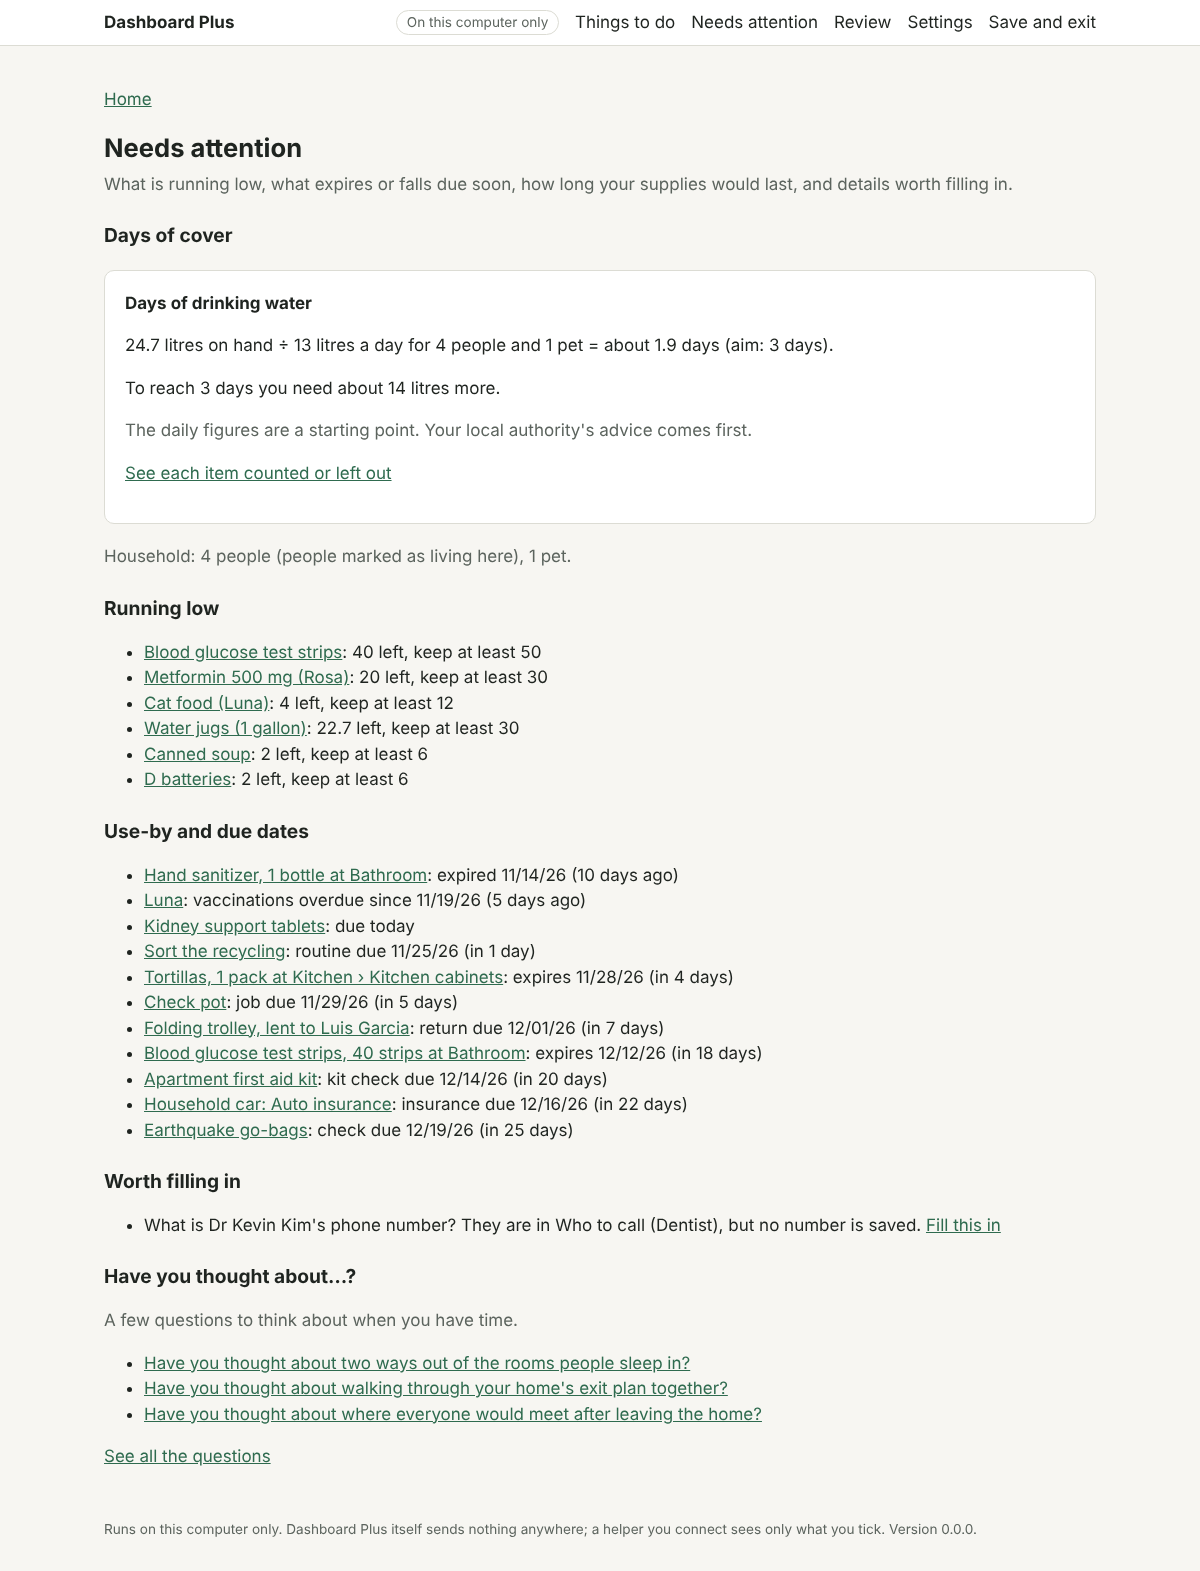 Dashboard Plus
On this computer only
Things to do
Needs attention
Review
Settings
Save and exit
Home
Needs attention
What is running low, what expires or falls due soon, how long your supplies would last, and details worth filling in.
Days of cover
Days of drinking water
24.7 litres on hand ÷ 13 litres a day for 4 people and 1 pet = about 1.9 days (aim: 3 days).
To reach 3 days you need about 14 litres more.
The daily figures are a starting point. Your local authority's advice comes first.
See each item counted or left out
Household: 4 people (people marked as living here), 1 pet.
Running low
Blood glucose test strips: 40 left, keep at least 50
Metformin 500 mg (Rosa): 20 left, keep at least 30
Cat food (Luna): 4 left, keep at least 12
Water jugs (1 gallon): 22.7 left, keep at least 30
Canned soup: 2 left, keep at least 6
D batteries: 2 left, keep at least 6
Use-by and due dates
Hand sanitizer, 1 bottle at Bathroom: expired 11/14/26 (10 days ago)
Luna: vaccinations overdue since 11/19/26 (5 days ago)
Kidney support tablets: due today
Sort the recycling: routine due 11/25/26 (in 1 day)
Tortillas, 1 pack at Kitchen › Kitchen cabinets: expires 11/28/26 (in 4 days)
Check pot: job due 11/29/26 (in 5 days)
Folding trolley, lent to Luis Garcia: return due 12/01/26 (in 7 days)
Blood glucose test strips, 40 strips at Bathroom: expires 12/12/26 (in 18 days)
Apartment first aid kit: kit check due 12/14/26 (in 20 days)
Household car: Auto insurance: insurance due 12/16/26 (in 22 days)
Earthquake go-bags: check due 12/19/26 (in 25 days)
Worth filling in
What is Dr Kevin Kim's phone number? They are in Who to call (Dentist), but no number is saved. Fill this in
Have you thought about...?
A few questions to think about when you have time.
Have you thought about two ways out of the rooms people sleep in?
Have you thought about walking through your home's exit plan together?
Have you thought about where everyone would meet after leaving the home?
See all the questions
Runs on this computer only. Dashboard Plus itself sends nothing anywhere; a helper you connect sees only what you tick. Version 0.0.0.